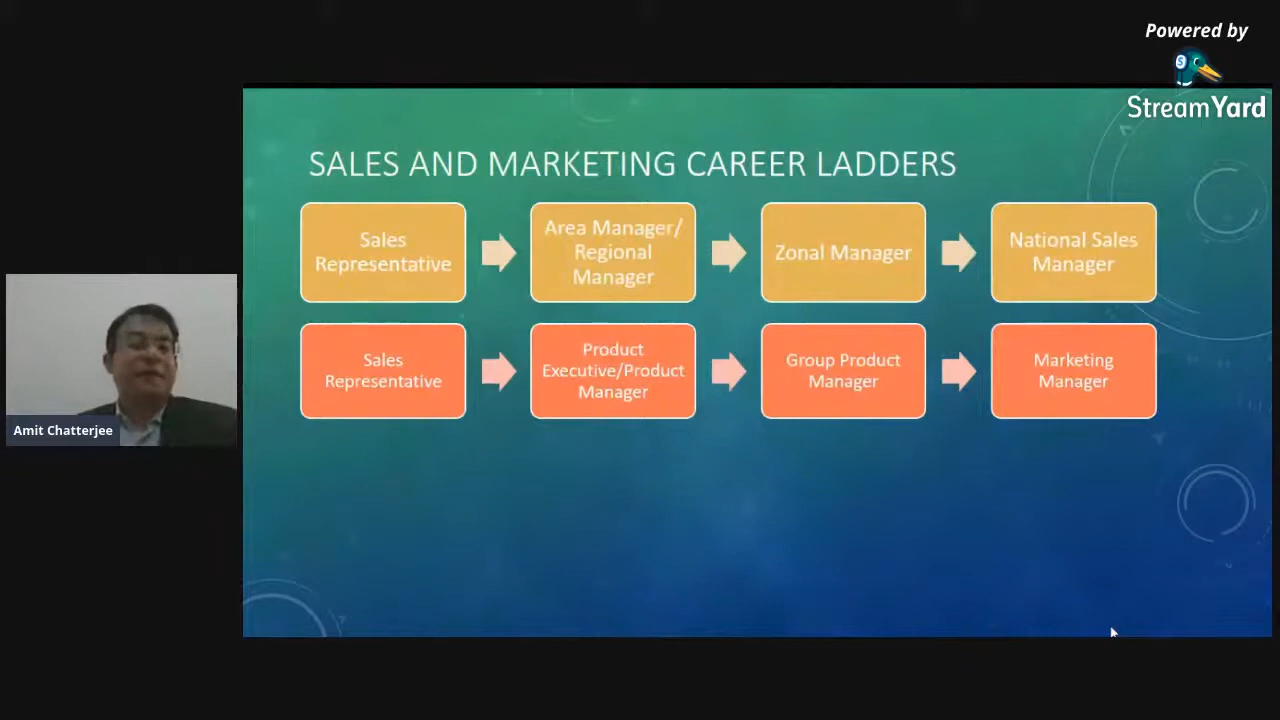 Powered by
StreamYard
SALES AND MARKETING CAREER LADDERS
Sales
Representative
Area Manager/
Regional
Manager
Zonal Manager
National Sales
Manager
Sales
Representative
Product
Executive/Product
Manager
Group Product
Manager
Marketing
Manager
Amit Chatterjee